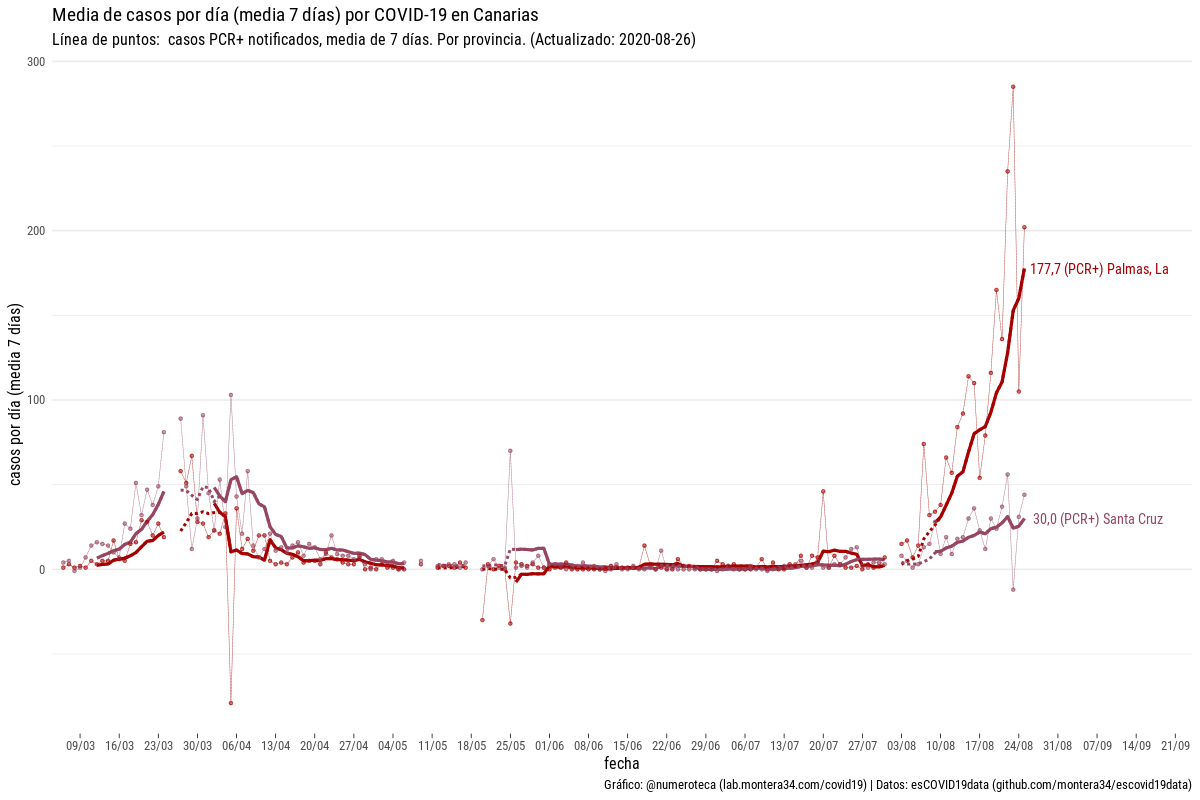 Media de casos por día (media 7 días) por COVID-19 en Canarias
Línea de puntos:  casos PCR+ notificados, media de 7 días. Por provincia. (Actualizado: 2020-08-26)
300
200
100
0
casos por día (media 7 días)
177,7 (PCR+) Palmas, La
30,0 (PCR+) Santa Cruz
09/03 16/03 23/03 30/03 06/04 13/04 20/04 27/04 04/05 11/05 18/05 25/05 01/06 08/06 15/06 22/06 29/06 06/07 13/07 20/07 27/07 03/08 10/08 17/08 24/08 31/08 07/09 14/09 21/09
fecha
Gráfico: @numeroteca (lab.montera34.com/covid19) | Datos: esCOVID19data (github.com/montera34/escovid19data)